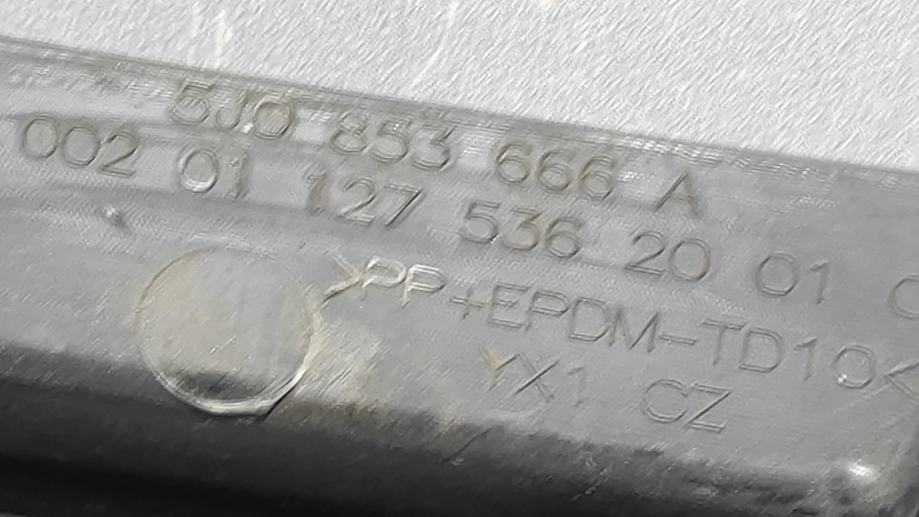 5J0 853 666 A
002 01 127 536 20 01
>PP+EPDM-TD10<
YX1 CZ